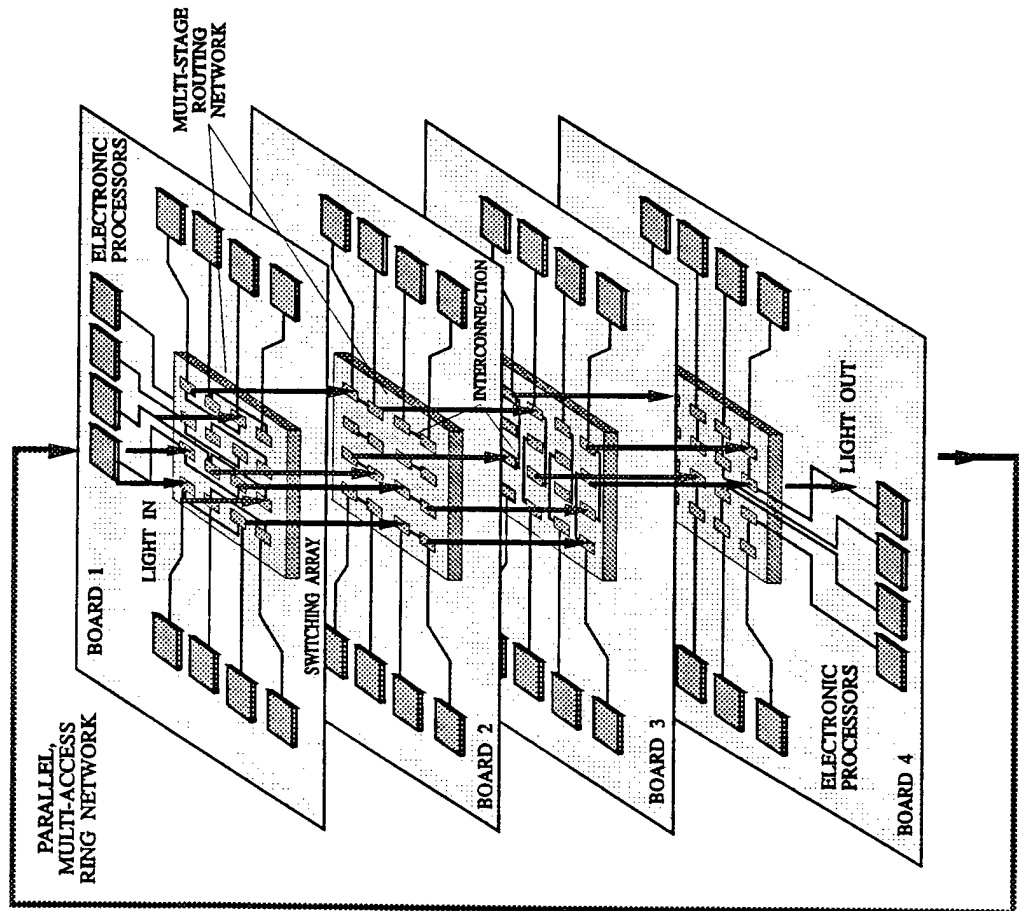 PARALLEL,
MULTI-ACCESS
RING NETWORK
BOARD 1
LIGHT IN
ELECTRONIC
PROCESSORS
MULTI-STAGE
ROUTING
NETWORK
SWITCHING ARRAY
BOARD 2
INTERCONNECTION
BOARD 3
LIGHT OUT
ELECTRONIC
PROCESSORS
BOARD 4